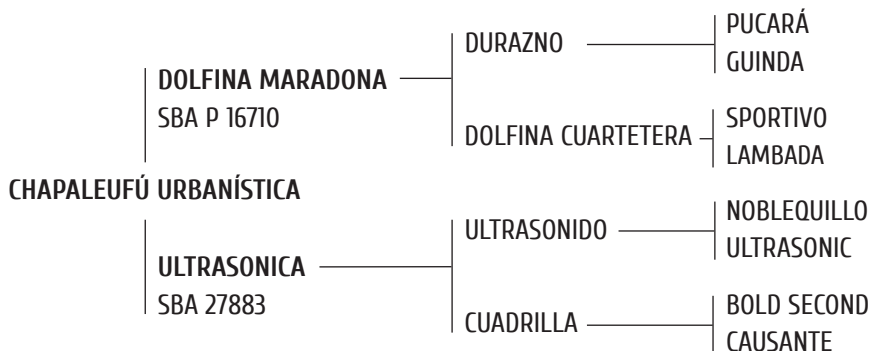 PUCARÁ
DURAZNO
GUINDA
DOLFINA MARADONA
SBA P 16710
SPORTIVO
DOLFINA CUARTETERA
LAMBADA
CHAPALEUFÚ URBANÍSTICA
NOBLEQUILLO
ULTRASONIDO
ULTRASONIC
ULTRASONICA
SBA 27883
BOLD SECOND
CUADRILLA
CAUSANTE